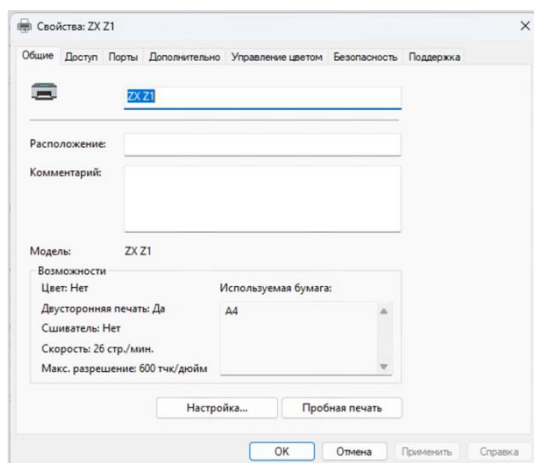 Свойства: ZX Z1
Общие Доступ Порты Дополнительно Управление цветом Безопасность Поддержка
ZX Z1
Расположение:
Комментарий:
Модель: ZX Z1
Возможности
Цвет: Нет Используемая бумага:
Двусторонняя печать: Да A4
Сшиватель: Нет
Скорость: 26 стр./мин.
Макс. разрешение: 600 тчк/дюйм
Настройка... Пробная печать
OK Отмена Применить Справка